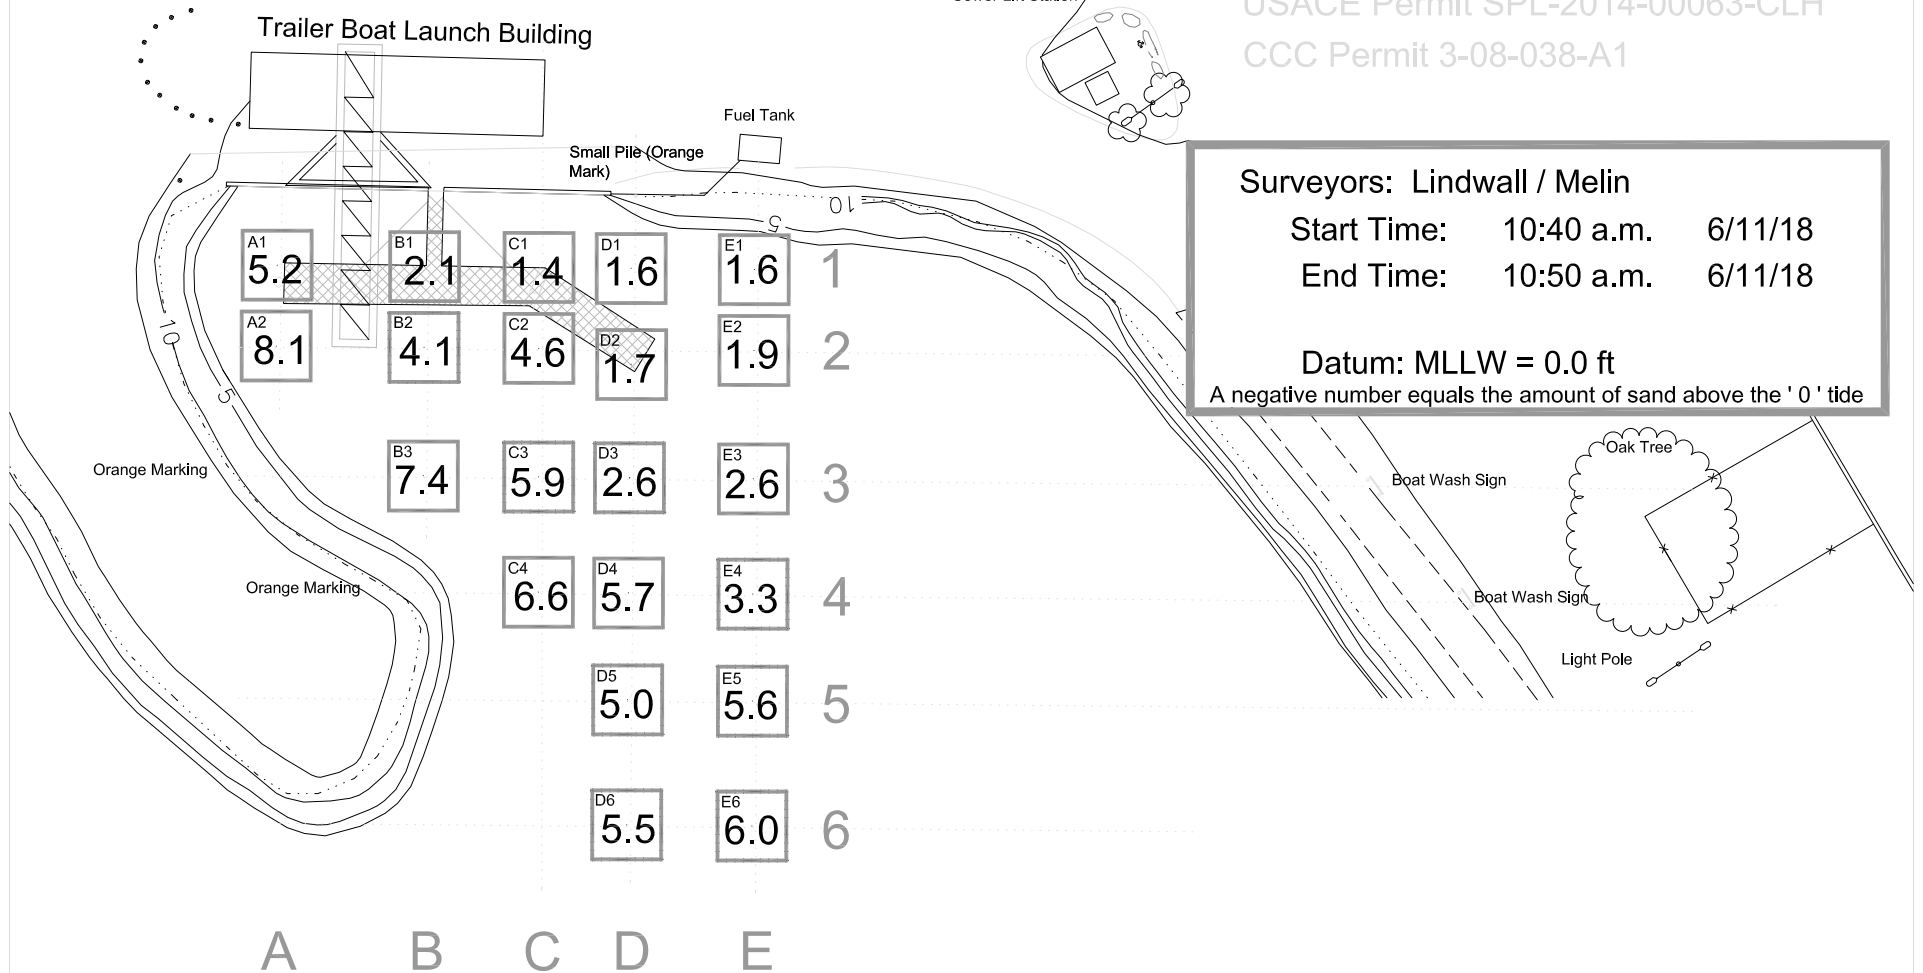 Sewer Lift Station
USACE Permit SPL-2014-00063-CLH
CCC Permit 3-08-038-A1
Trailer Boat Launch Building
Fuel Tank
Small Pile (Orange
Mark)
Surveyors: Lindwall / Melin
Start Time: 10:40 a.m. 6/11/18
End Time: 10:50 a.m. 6/11/18
Datum: MLLW = 0.0 ft
A negative number equals the amount of sand above the ' 0 ' tide
10
5
A1 B1 C1 D1 E1
5.2 2.1 1.4 1.6 1.6 1
A2 B2 C2 D2 E2
8.1 4.1 4.6 1.7 1.9 2
10
5
B3 C3 D3 E3
7.4 5.9 2.6 2.6 3
Orange Marking
Oak Tree
Boat Wash Sign
C4 D4 E4
6.6 5.7 3.3 4
Orange Marking
Boat Wash Sign
Light Pole
D5 E5
5.0 5.6 5
D6 E6
5.5 6.0 6
A B C D E